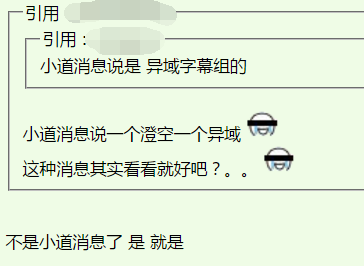 引用
引用：
小道消息说是 异域字幕组的
小道消息说一个澄空一个异域
这种消息其实看看就好吧？。。
不是小道消息了 是 就是